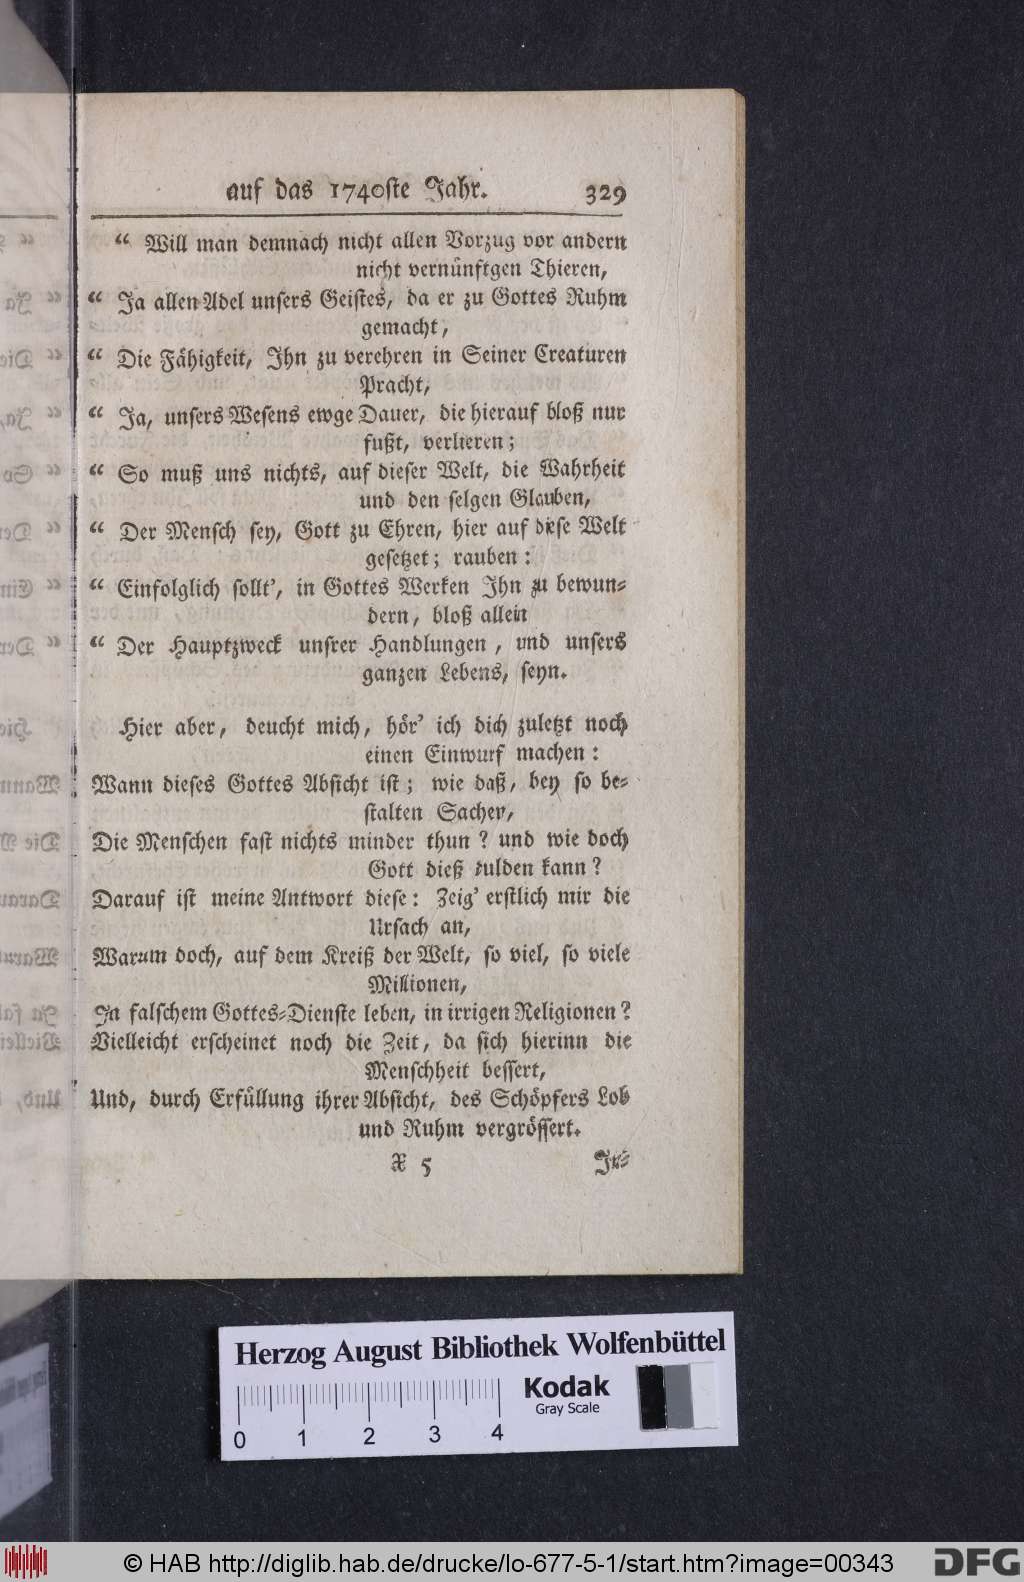 auf das 1740ste Jahr. 329
“ Will man demnach nicht allen Vorzug vor andern
nicht vernünftgen Thieren,
“ Ja allen Adel unsers Geistes, da er zu Gottes Ruhm
gemacht,
“ Die Fähigkeit, Ihn zu verehren in Seiner Creaturen
Pracht,
“ Ja, unsers Wesens ewge Dauer, die hierauf bloß nur
fußt, verlieren;
“ So muß uns nichts, auf dieser Welt, die Wahrheit
und den selgen Glauben,
“ Der Mensch sey, Gott zu Ehren, hier auf diese Welt
gesetzet; rauben:
“ Einfolglich sollt’, in Gottes Werken Ihn zu bewun-
dern, bloß allein
“ Der Hauptzweck unsrer Handlungen, und unsers
ganzen Lebens, seyn.
Hier aber, deucht mich, hör’ ich dich zuletzt noch
einen Einwurf machen:
Wann dieses Gottes Absicht ist; wie daß, bey so be-
stalten Sachen,
Die Menschen fast nichts minder thun? und wie doch
Gott dieß dulden kann?
Darauf ist meine Antwort diese: Zeig’ erstlich mir die
Ursach an,
Warum doch, auf dem Kreiß der Welt, so viel, so viele
Millionen,
In falschem Gottes-Dienste leben, in irrigen Religionen?
Vielleicht erscheinet noch die Zeit, da sich hierinn die
Menschheit bessert,
Und, durch Erfüllung ihrer Absicht, des Schöpfers Lob
und Ruhm vergrössert.
X 5 In-
Herzog August Bibliothek Wolfenbüttel
Kodak
Gray Scale
0 1 2 3 4
© HAB http://diglib.hab.de/drucke/lo-677-5-1/start.htm?image=00343
DFG